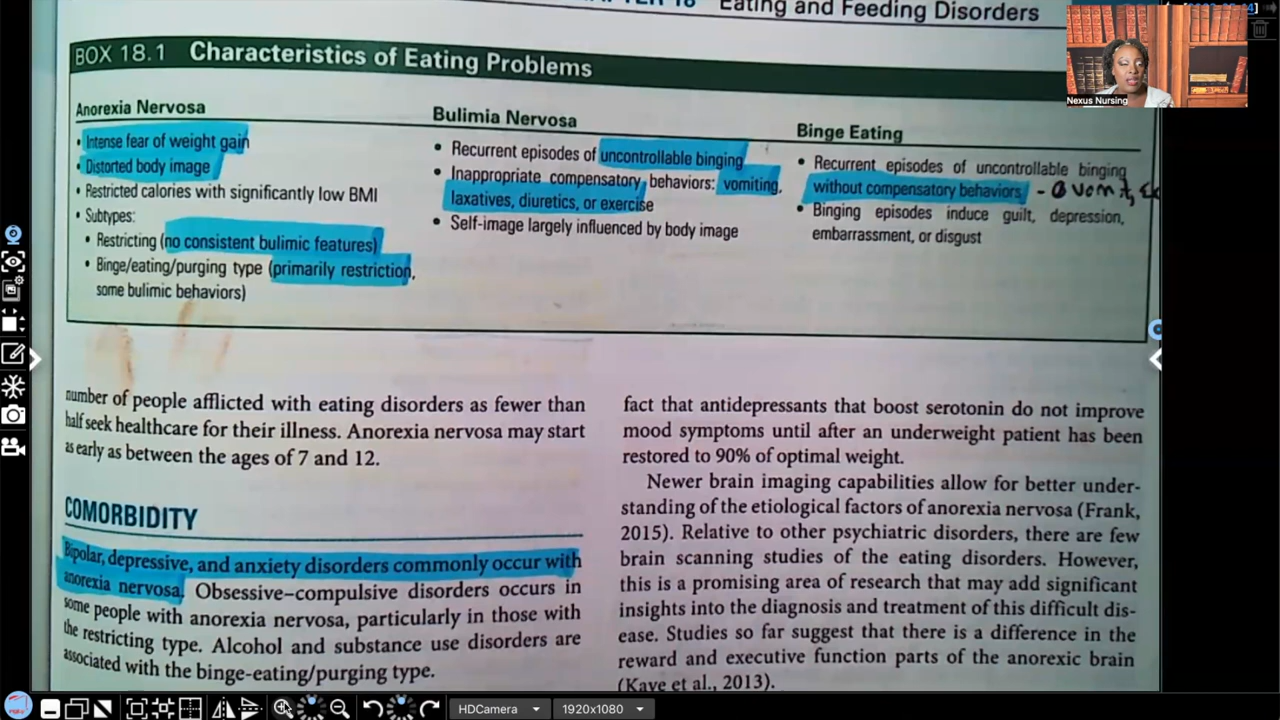 Eating and Feeding Disorders
BOX 18.1 Characteristics of Eating Problems
Anorexia Nervosa
• Intense fear of weight gain
• Distorted body image
• Restricted calories with significantly low BMI
• Subtypes:
• Restricting (no consistent bulimic features)
• Binge/eating/purging type (primarily restriction,
some bulimic behaviors)
Bulimia Nervosa
• Recurrent episodes of uncontrollable binging
• Inappropriate compensatory behaviors: vomiting,
laxatives, diuretics, or exercise
• Self-image largely influenced by body image
Binge Eating
• Recurrent episodes of uncontrollable binging
without compensatory behaviors
• Binging episodes induce guilt, depression,
embarrassment, or disgust
Nexus Nursing
number of people afflicted with eating disorders as fewer than
half seek healthcare for their illness. Anorexia nervosa may start
as early as between the ages of 7 and 12.
COMORBIDITY
Bipolar, depressive, and anxiety disorders commonly occur with
anorexia nervosa. Obsessive–compulsive disorders occurs in
some people with anorexia nervosa, particularly in those with
the restricting type. Alcohol and substance use disorders are
associated with the binge-eating/purging type.
fact that antidepressants that boost serotonin do not improve
mood symptoms until after an underweight patient has been
restored to 90% of optimal weight.
Newer brain imaging capabilities allow for better under-
standing of the etiological factors of anorexia nervosa (Frank,
2015). Relative to other psychiatric disorders, there are few
brain scanning studies of the eating disorders. However,
this is a promising area of research that may add significant
insights into the diagnosis and treatment of this difficult dis-
ease. Studies so far suggest that there is a difference in the
reward and executive function parts of the anorexic brain
(Kaye et al., 2013).
HDCamera
1920x1080